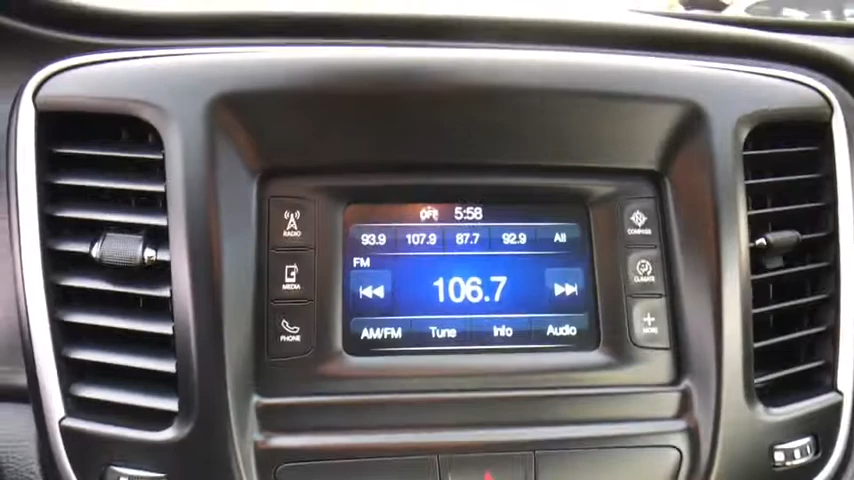 OFF 5:58
93.9 107.9 87.7 92.9 All
FM
106.7
AM/FM Tune Info Audio
RADIO
MEDIA
PHONE
COMPASS
CLIMATE
MORE